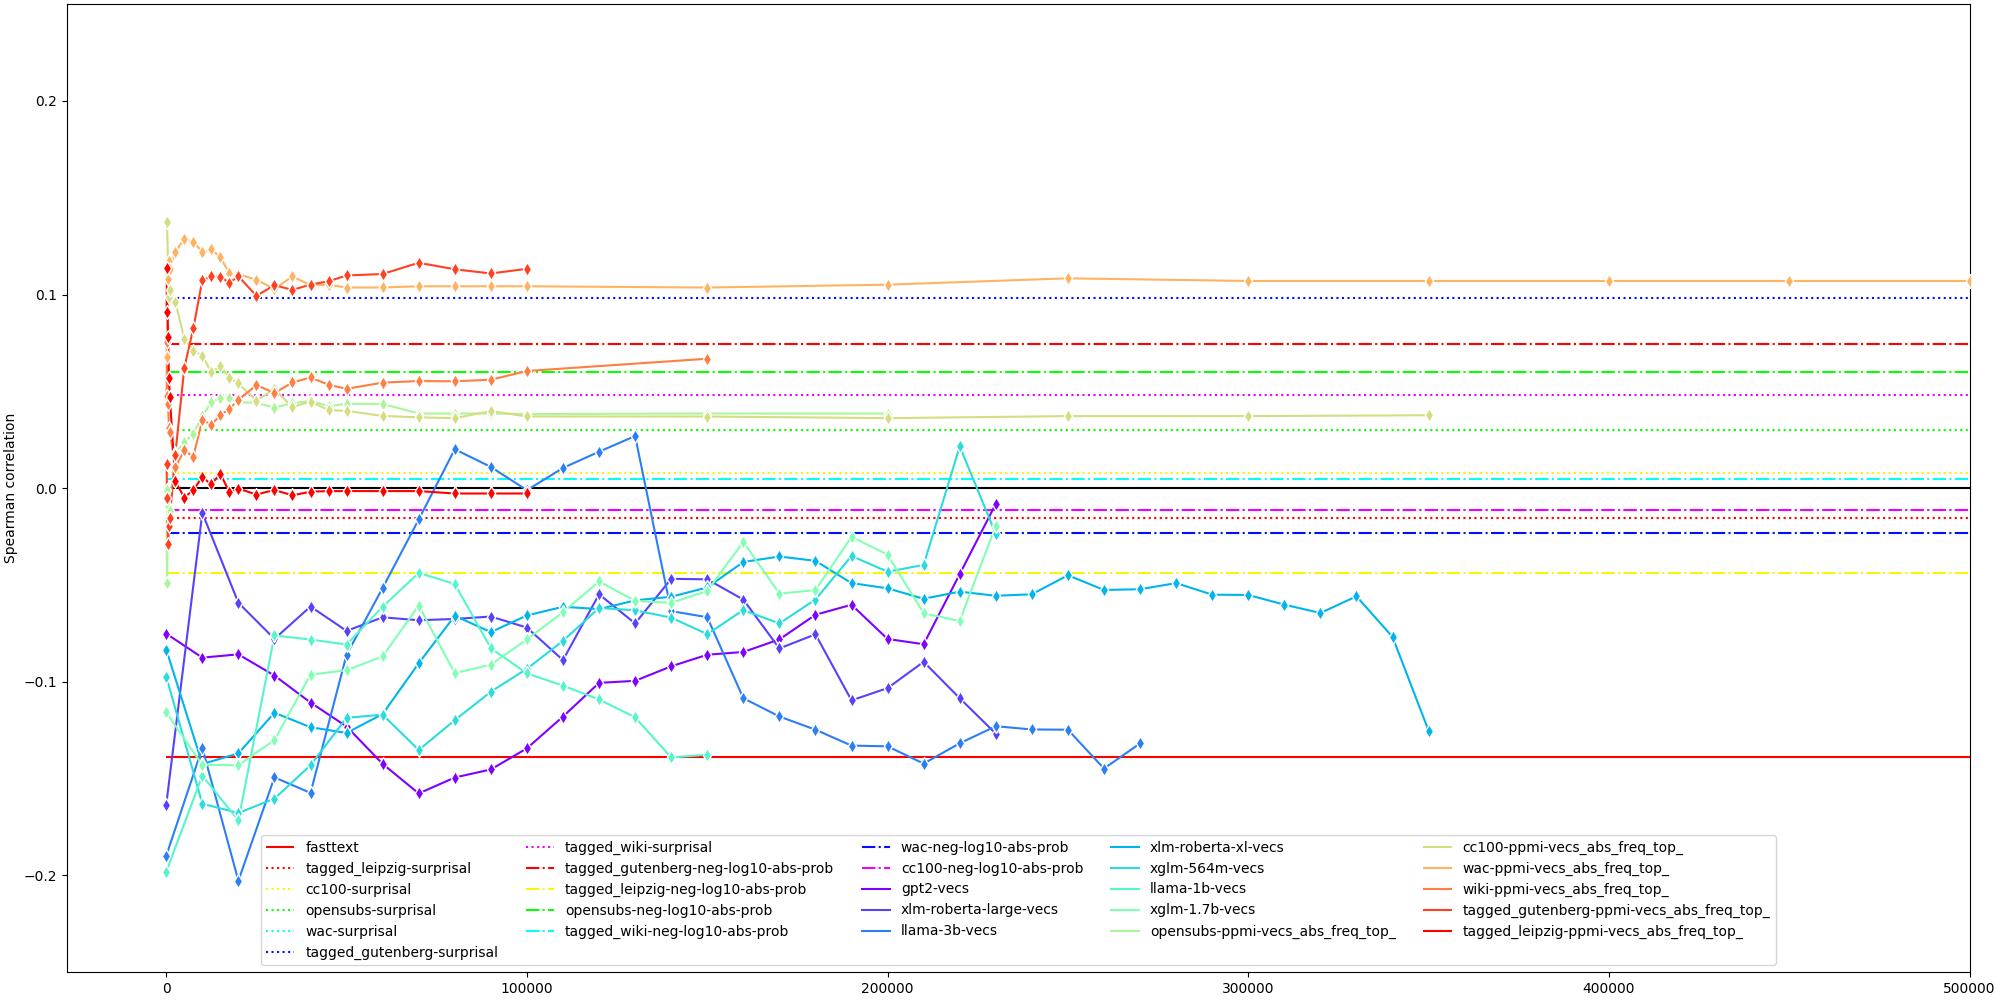 0.2
0.1
0.0
−0.1
−0.2
Spearman correlation
fasttext
tagged_leipzig-surprisal
cc100-surprisal
opensubs-surprisal
wac-surprisal
tagged_gutenberg-surprisal
tagged_wiki-surprisal
tagged_gutenberg-neg-log10-abs-prob
tagged_leipzig-neg-log10-abs-prob
opensubs-neg-log10-abs-prob
tagged_wiki-neg-log10-abs-prob
wac-neg-log10-abs-prob
cc100-neg-log10-abs-prob
gpt2-vecs
xlm-roberta-large-vecs
llama-3b-vecs
xlm-roberta-xl-vecs
xglm-564m-vecs
llama-1b-vecs
xglm-1.7b-vecs
opensubs-ppmi-vecs_abs_freq_top_
cc100-ppmi-vecs_abs_freq_top_
wac-ppmi-vecs_abs_freq_top_
wiki-ppmi-vecs_abs_freq_top_
tagged_gutenberg-ppmi-vecs_abs_freq_top_
tagged_leipzig-ppmi-vecs_abs_freq_top_
0 100000 200000 300000 400000 500000